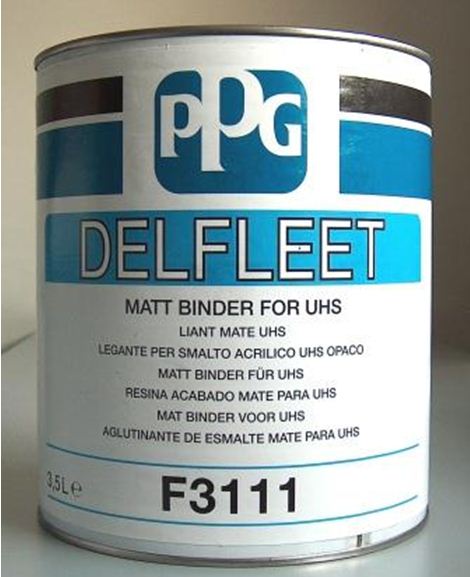 PPG
DELFLEET
MATT BINDER FOR UHS
LIANT MATE UHS
LEGANTE PER SMALTO ACRILICO UHS OPACO
MATT BINDER FÜR UHS
RESINA ACABADO MATE PARA UHS
MAT BINDER VOOR UHS
AGLUTINANTE DE ESMALTE MATE PARA UHS
3,5L℮
F3111